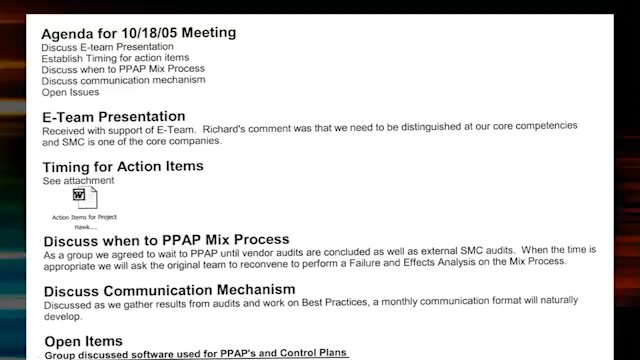 Agenda for 10/18/05 Meeting
Discuss E-team Presentation
Establish Timing for action items
Discuss when to PPAP Mix Process
Discuss communication mechanism
Open Issues
E-Team Presentation
Received with support of E-Team. Richard's comment was that we need to be distinguished at our core competencies
and SMC is one of the core companies.
Timing for Action Items
See attachment
Action Items for Project
Hawk....
Discuss when to PPAP Mix Process
As a group we agreed to wait to PPAP until vendor audits are concluded as well as external SMC audits. When the time is
appropriate we will ask the original team to reconvene to perform a Failure and Effects Analysis on the Mix Process.
Discuss Communication Mechanism
Discussed as we gather results from audits and work on Best Practices, a monthly communication format will naturally
develop.
Open Items
Group discussed software used for PPAP's and Control Plans